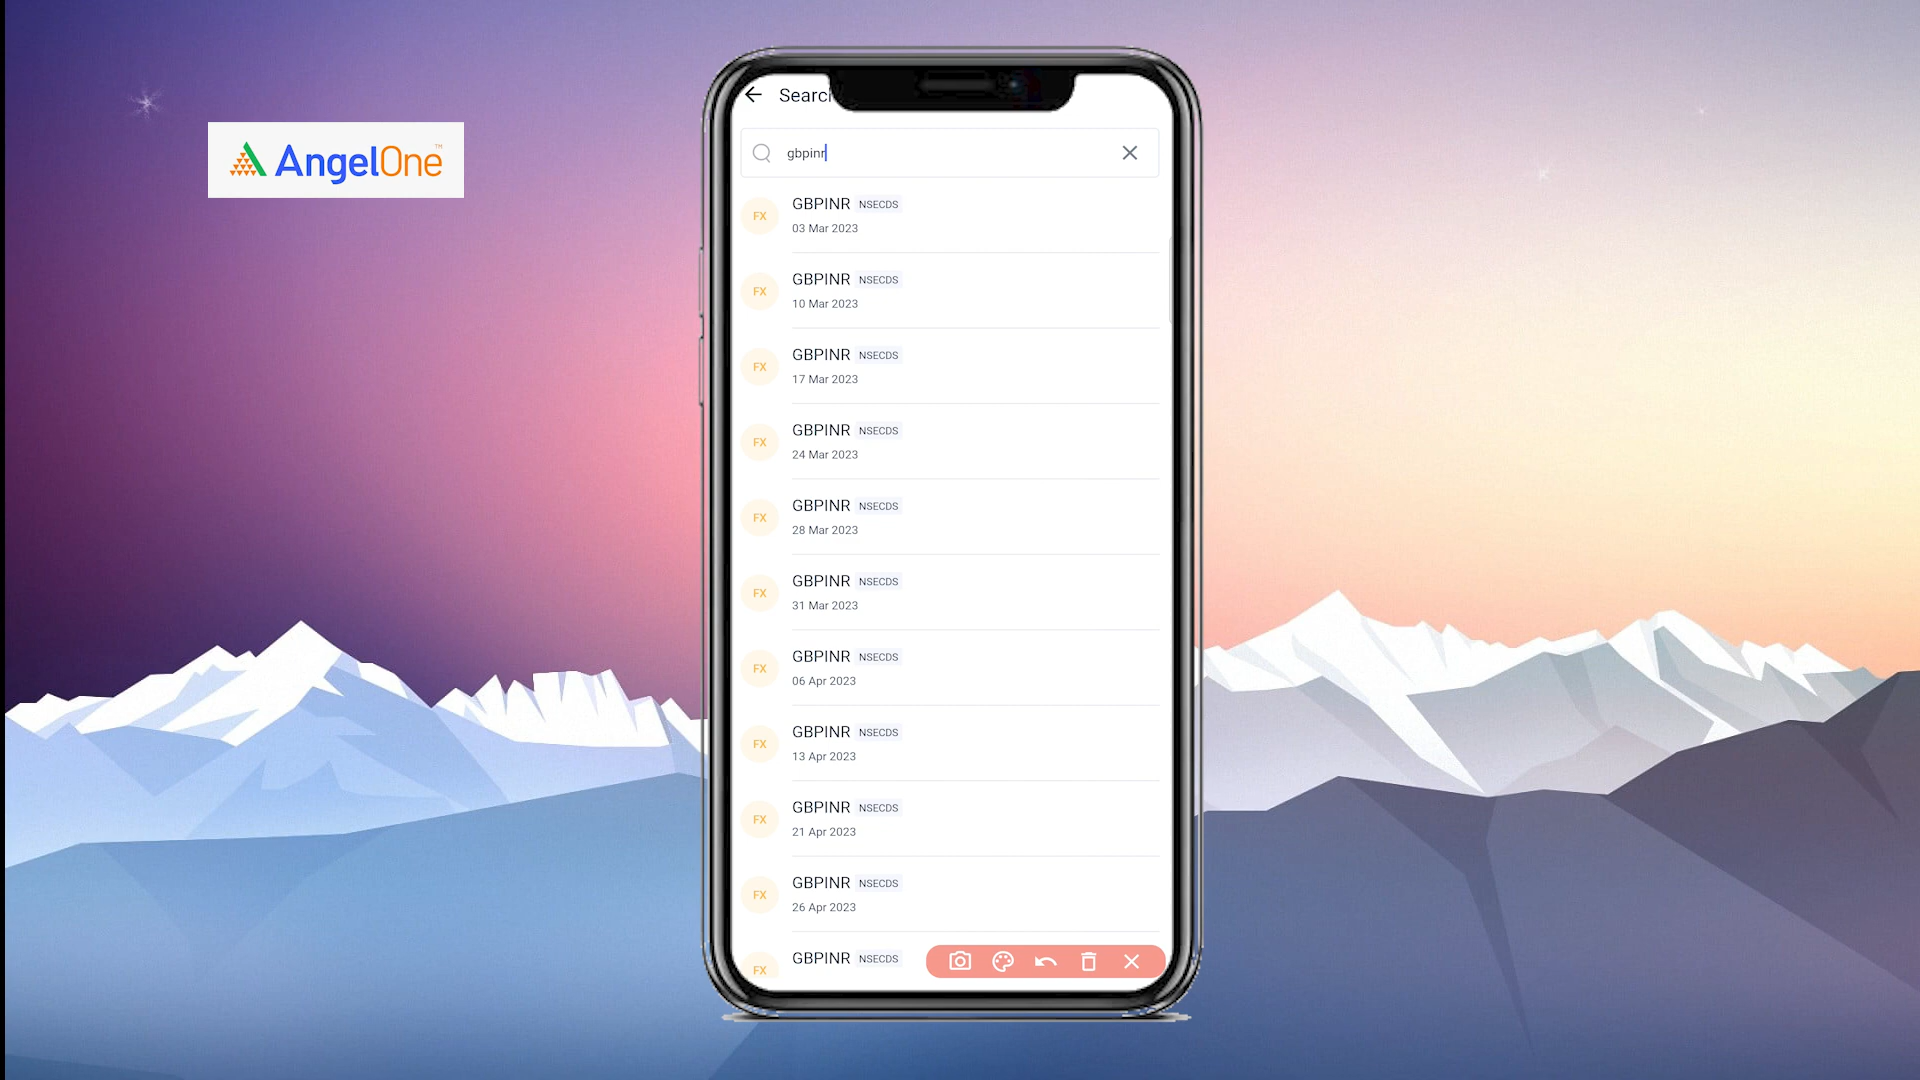 AngelOne™
Search
gbpinr
FX
GBPINR NSECDS
03 Mar 2023
FX
GBPINR NSECDS
10 Mar 2023
FX
GBPINR NSECDS
17 Mar 2023
FX
GBPINR NSECDS
24 Mar 2023
FX
GBPINR NSECDS
28 Mar 2023
FX
GBPINR NSECDS
31 Mar 2023
FX
GBPINR NSECDS
06 Apr 2023
FX
GBPINR NSECDS
13 Apr 2023
FX
GBPINR NSECDS
21 Apr 2023
FX
GBPINR NSECDS
26 Apr 2023
FX
GBPINR NSECDS